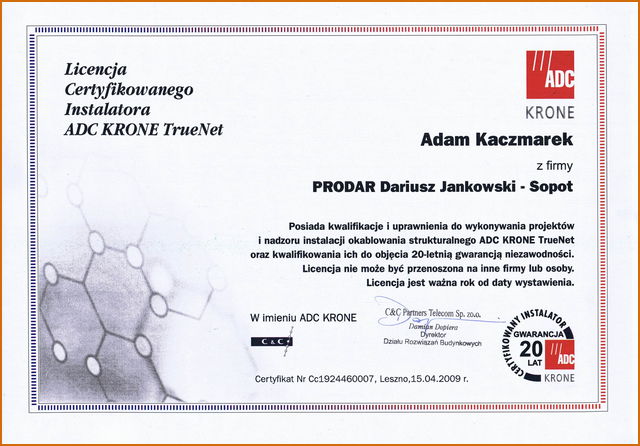 Licencja
Certyfikowanego
Instalatora
ADC KRONE TrueNet
ADC
KRONE
Adam Kaczmarek
z firmy
PRODAR Dariusz Jankowski - Sopot
Posiada kwalifikacje i uprawnienia do wykonywania projektów
i nadzoru instalacji okablowania strukturalnego ADC KRONE TrueNet
oraz kwalifikowania ich do objęcia 20-letnią gwarancją niezawodności.
Licencja nie może być przenoszona na inne firmy lub osoby.
Licencja jest ważna rok od daty wystawienia.
W imieniu ADC KRONE
C & C
C&C Partners Telecom Sp. zo.o.
Damian Dopiera
Dyrektor
Działu Rozwiązań Budynkowych
CERTYFIKOWANY INSTALATOR
GWARANCJA
20
LAT
ADC
KRONE
Certyfikat Nr Cc1924460007, Leszno,15.04.2009 r.